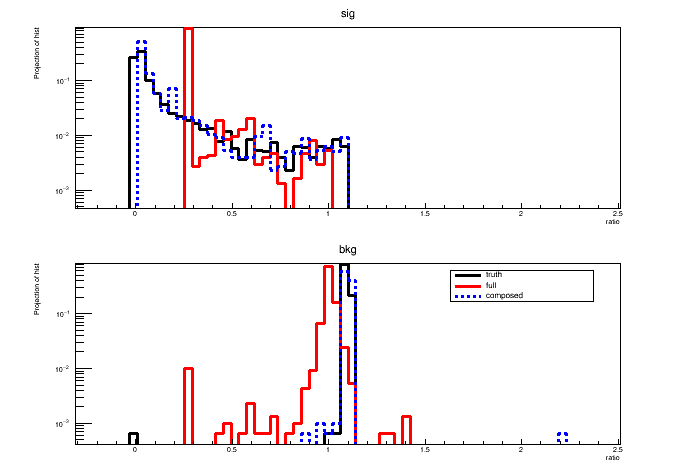 sig
Projection of hist
10⁻¹
10⁻²
10⁻³
0 0.5 1 1.5 2 2.5
ratio
bkg
Projection of hist
truth
full
composed
10⁻¹
10⁻²
10⁻³
0 0.5 1 1.5 2 2.5
ratio